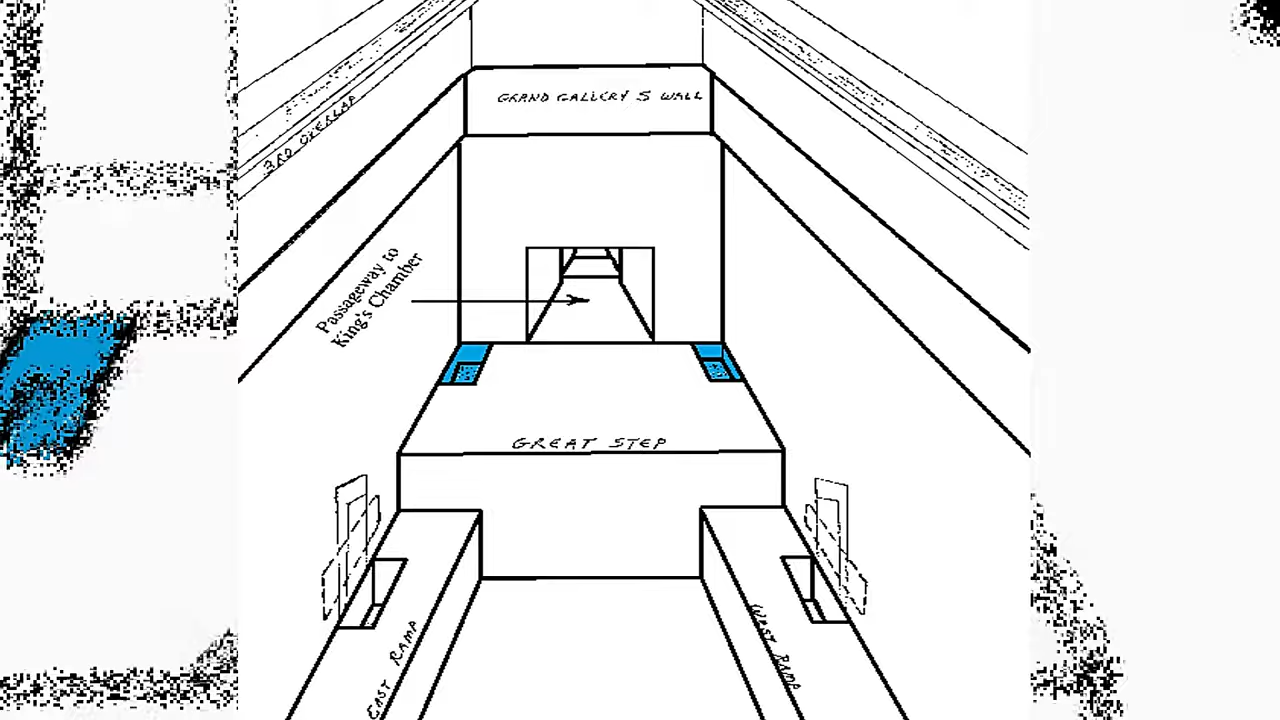 GRAND GALLERY S WALL
3RD OVERLAP
Passageway to
King's Chamber
GREAT STEP
EAST RAMP
WEST RAMP